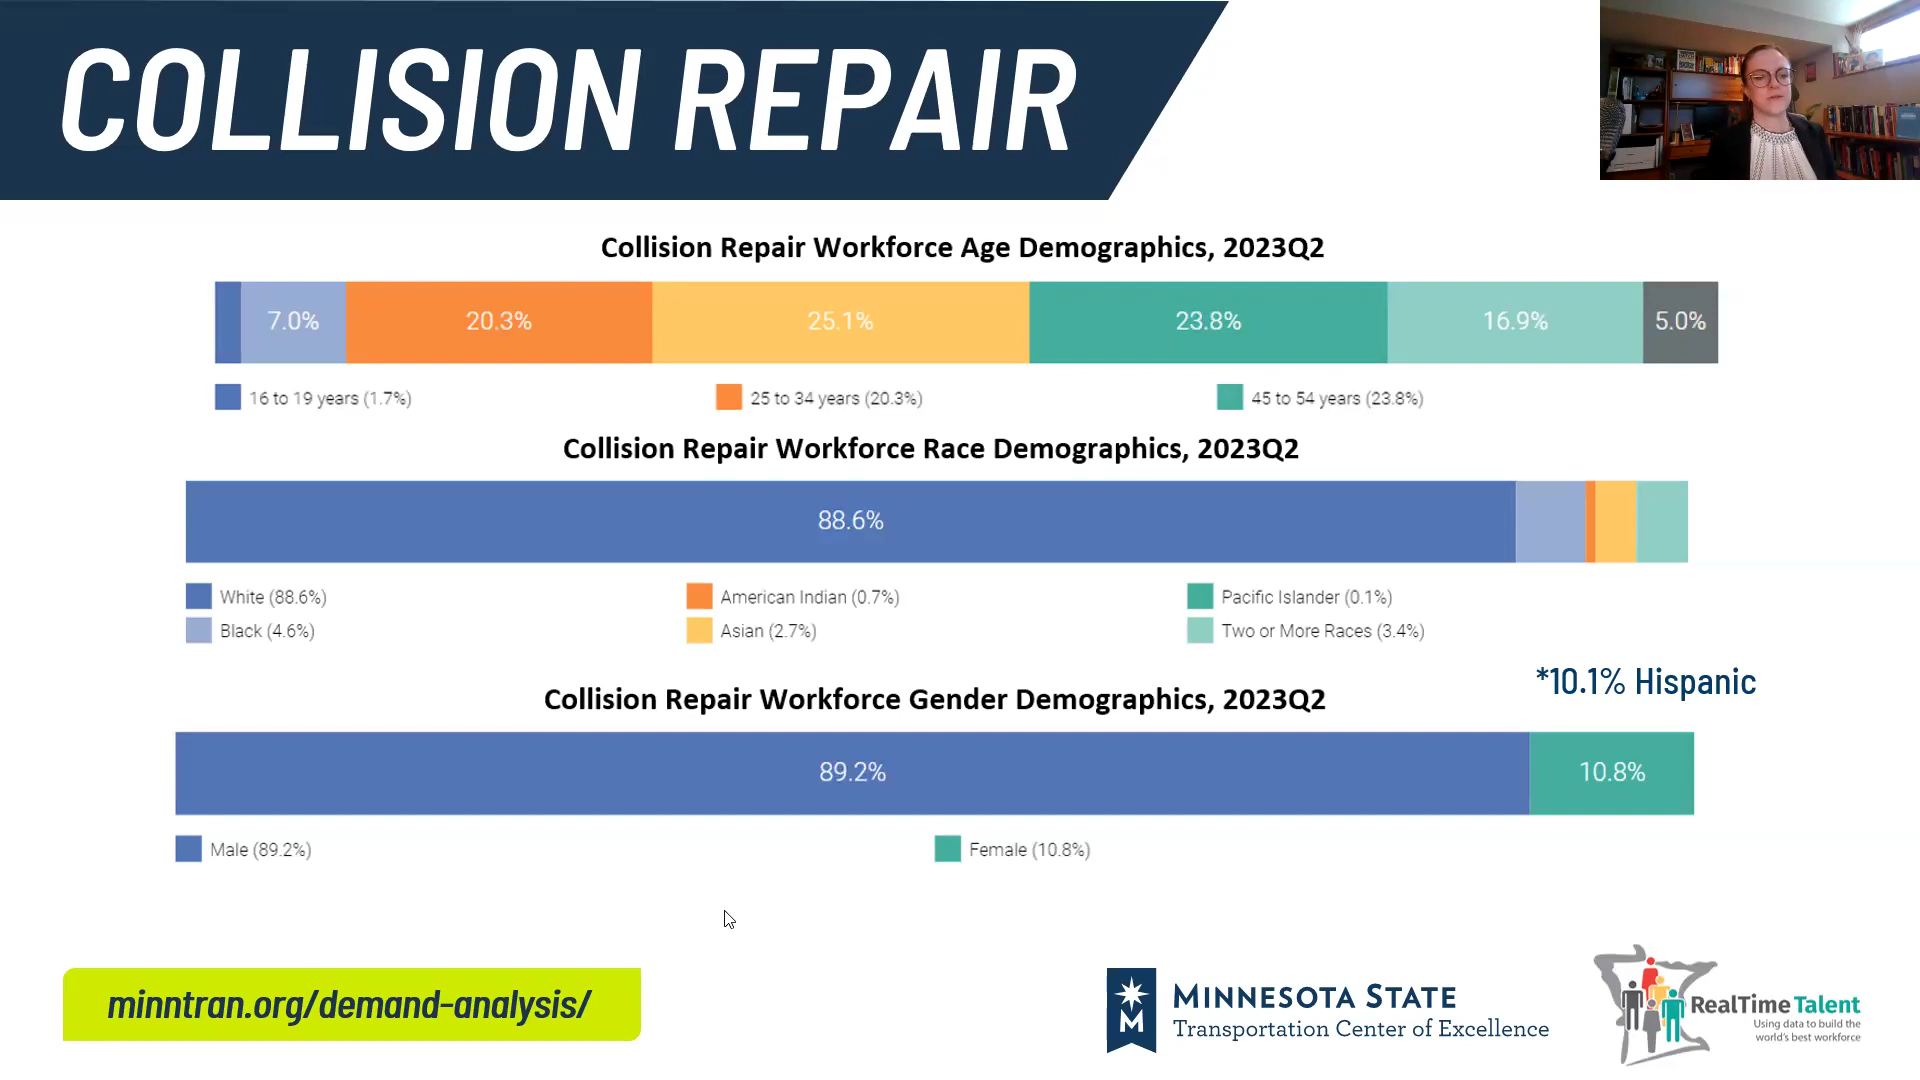 COLLISION REPAIR
Collision Repair Workforce Age Demographics, 2023Q2
7.0% 20.3% 25.1% 23.8% 16.9% 5.0%
16 to 19 years (1.7%) 25 to 34 years (20.3%) 45 to 54 years (23.8%)
Collision Repair Workforce Race Demographics, 2023Q2
88.6%
White (88.6%) American Indian (0.7%) Pacific Islander (0.1%)
Black (4.6%) Asian (2.7%) Two or More Races (3.4%)
*10.1% Hispanic
Collision Repair Workforce Gender Demographics, 2023Q2
89.2% 10.8%
Male (89.2%) Female (10.8%)
minntran.org/demand-analysis/
M
MINNESOTA STATE
Transportation Center of Excellence
RealTime Talent
Using data to build the
world's best workforce